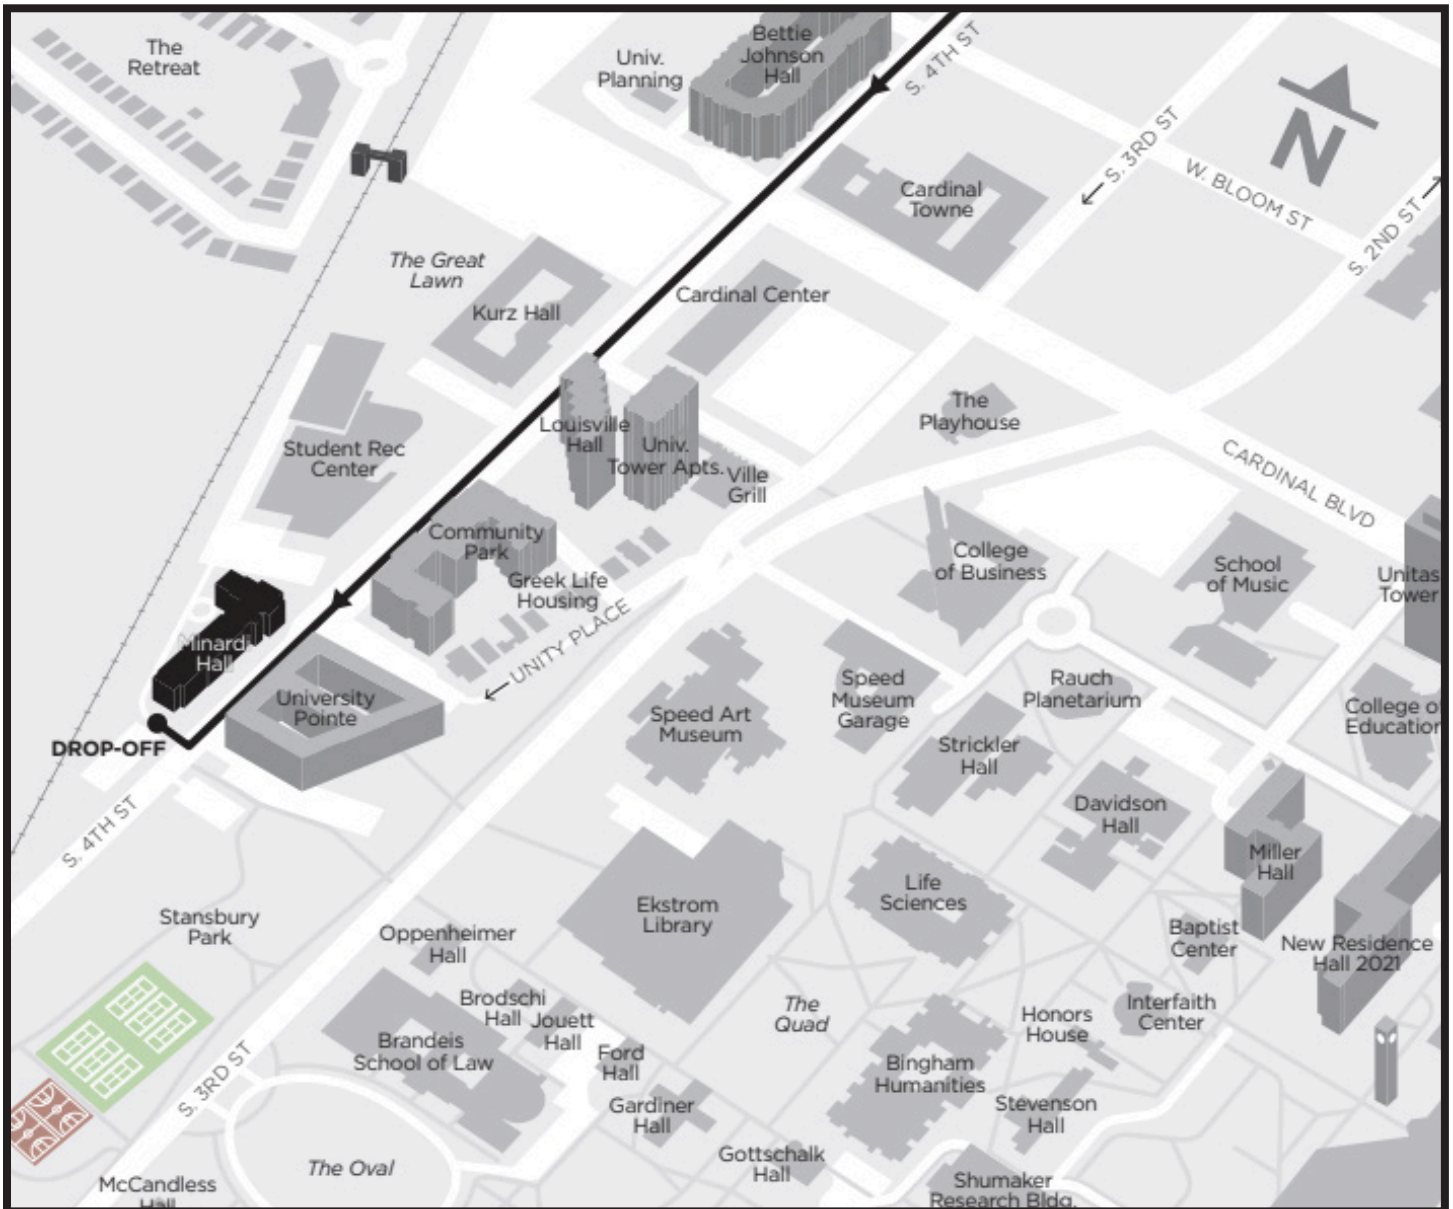 The
Retreat
Univ.
Planning
Bettie
Johnson
Hall
S. 4TH ST
S. 3RD ST
N
W. BLOOM ST
S. 2ND ST
Cardinal
Towne
The Great
Lawn
Kurz Hall
Cardinal Center
Student Rec
Center
Louisville
Hall
Univ.
Tower Apts.
Ville
Grill
The
Playhouse
CARDINAL BLVD
Community
Park
Greek Life
Housing
UNITY PLACE
College
of Business
School
of Music
Unitas
Tower
Minardi
Hall
University
Pointe
DROP-OFF
Speed Art
Museum
Speed
Museum
Garage
Rauch
Planetarium
College of
Education
Strickler
Hall
Davidson
Hall
Miller
Hall
S. 4TH ST
Stansbury
Park
Oppenheimer
Hall
Ekstrom
Library
Life
Sciences
Baptist
Center
New Residence
Hall 2021
Brodschi
Hall
Jouett
Hall
The
Quad
Honors
House
Interfaith
Center
Brandeis
School of Law
Ford
Hall
Bingham
Humanities
S. 3RD ST
Gardiner
Hall
Stevenson
Hall
The Oval
Gottschalk
Hall
McCandless
Hall
Shumaker
Research Bldg.